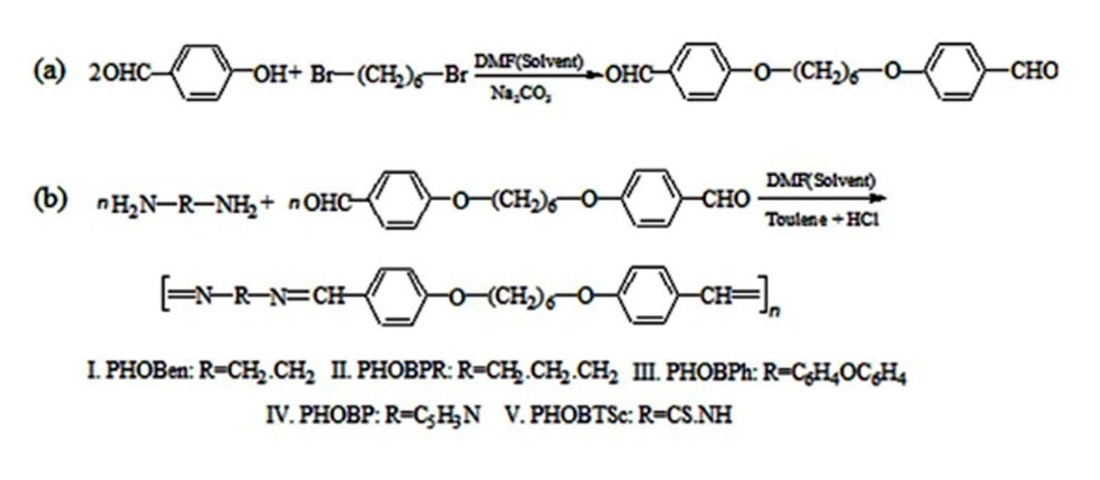 (a) 2OHC OH+ Br—(CH₂)₆—Br DMF(Solvent) Na₂CO₃ OHC O—(CH₂)₆—O CHO
(b) n H₂N—R—NH₂+ n OHC O—(CH₂)₆—O CHO DMF(Solvent) Toulene+HCl
[=N—R—N=CH O—(CH₂)₆—O CH=]n
I. PHOBen: R=CH₂.CH₂ II. PHOBPR: R=CH₂.CH₂.CH₂ III. PHOBPh: R=C₆H₄OC₆H₄
IV. PHOBP: R=C₅H₃N V. PHOBTSc: R=CS.NH